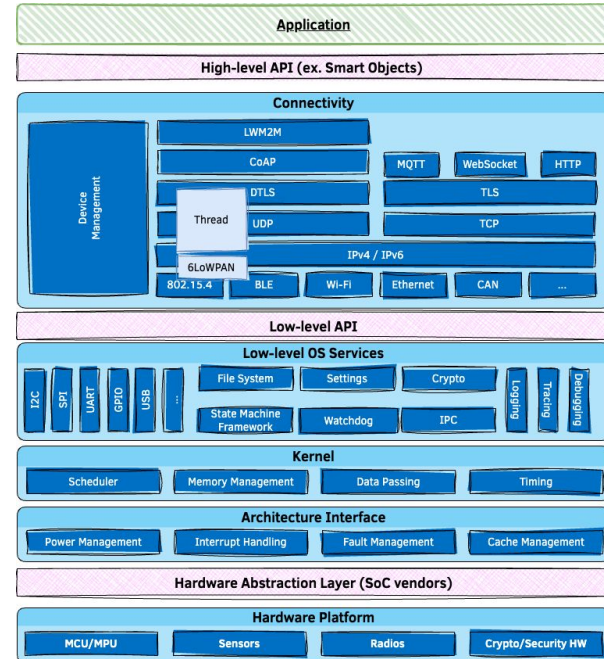 Application
High-level API (ex. Smart Objects)
Connectivity
Device
Management
LWM2M
CoAP
MQTT
WebSocket
HTTP
DTLS
TLS
Thread
UDP
TCP
IPv4 / IPv6
6LoWPAN
802.15.4
BLE
Wi-Fi
Ethernet
CAN
...
Low-level API
Low-level OS Services
I2C
SPI
UART
GPIO
USB
...
File System
Settings
Crypto
State Machine
Framework
Watchdog
IPC
Logging
Tracing
Debugging
Kernel
Scheduler
Memory Management
Data Passing
Timing
Architecture Interface
Power Management
Interrupt Handling
Fault Management
Cache Management
Hardware Abstraction Layer (SoC vendors)
Hardware Platform
MCU/MPU
Sensors
Radios
Crypto/Security HW